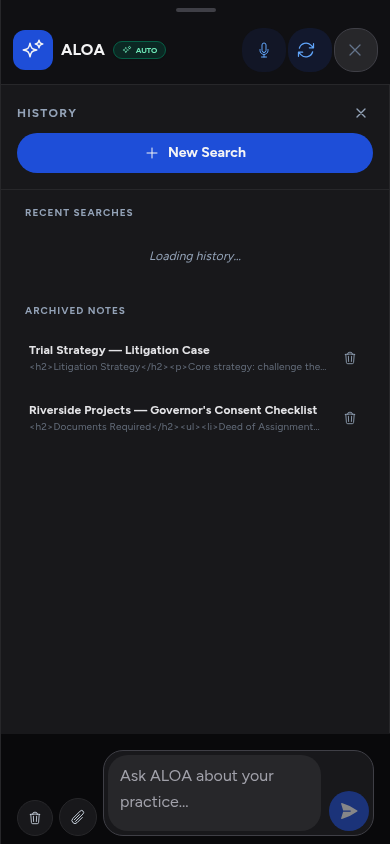 ALOA
AUTO
HISTORY
New Search
RECENT SEARCHES
Loading history...
ARCHIVED NOTES
Trial Strategy — Litigation Case
<h2>Litigation Strategy</h2><p>Core strategy: challenge the...
Riverside Projects — Governor's Consent Checklist
<h2>Documents Required</h2><ul><li>Deed of Assignment...
Ask ALOA about your
practice...